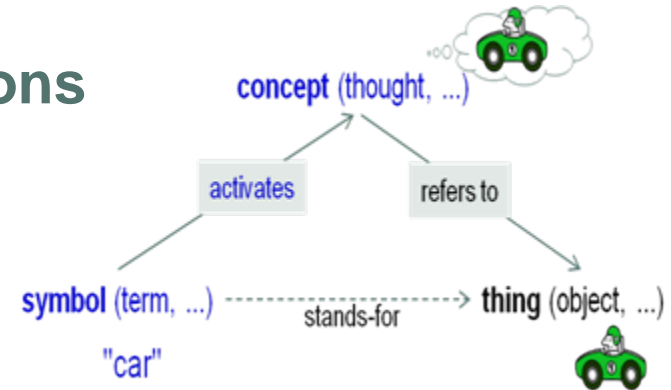 ons
concept (thought, ...)
activates
refers to
symbol (term, ...)
stands-for
thing (object, ...)
"car"